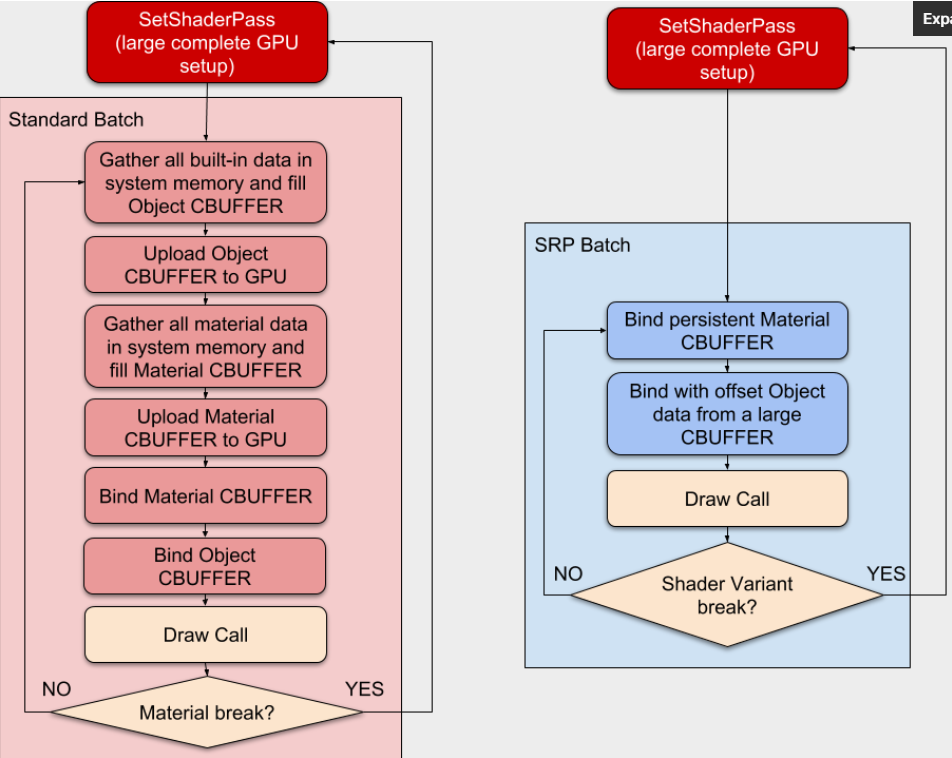 SetShaderPass
(large complete GPU
setup)
Standard Batch
Gather all built-in data in
system memory and fill
Object CBUFFER
Upload Object
CBUFFER to GPU
Gather all material data
in system memory and
fill Material CBUFFER
Upload Material
CBUFFER to GPU
Bind Material CBUFFER
Bind Object
CBUFFER
Draw Call
NO
YES
Material break?
SetShaderPass
(large complete GPU
setup)
Expa
SRP Batch
Bind persistent Material
CBUFFER
Bind with offset Object
data from a large
CBUFFER
Draw Call
NO
YES
Shader Variant
break?